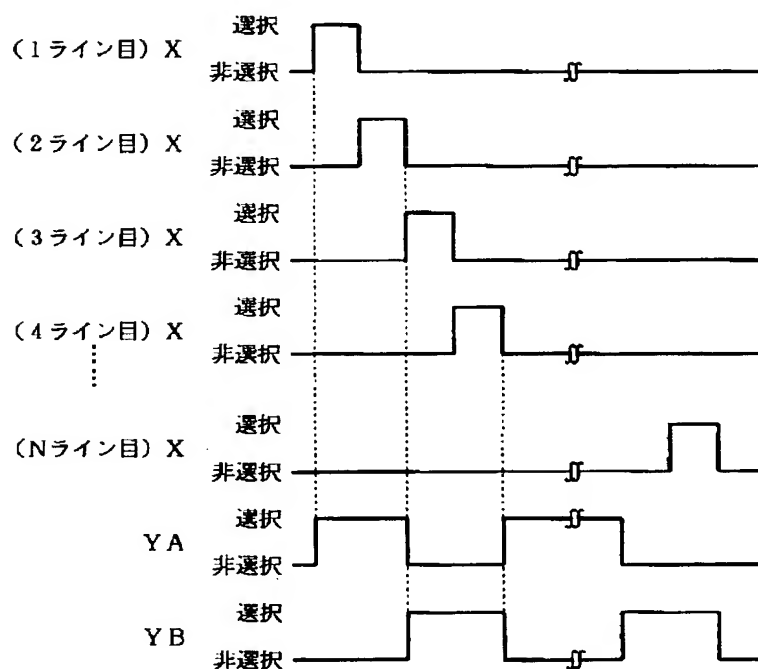 選択
(1ライン目) X
非選択
選択
(2ライン目) X
非選択
選択
(3ライン目) X
非選択
選択
(4ライン目) X
非選択
選択
(Nライン目) X
非選択
選択
YA
非選択
選択
YB
非選択